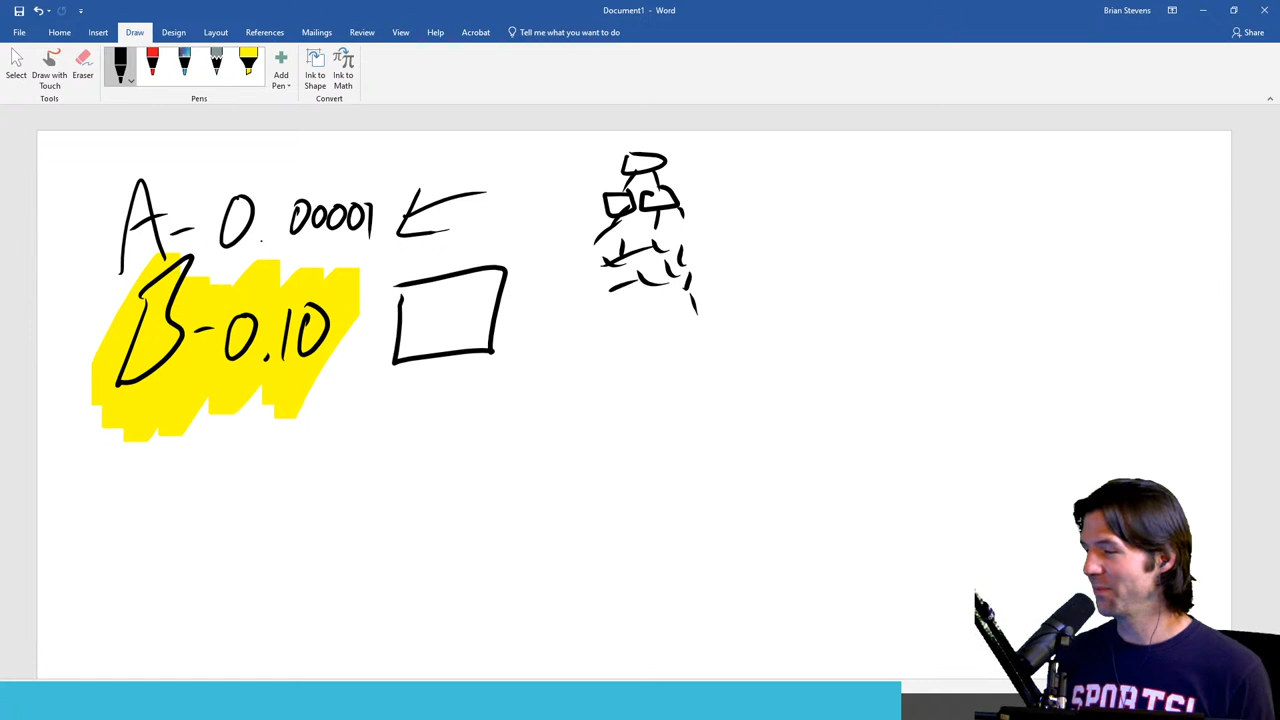 Document1 - Word
Brian Stevens
File Home Insert Draw Design Layout References Mailings Review View Help Acrobat Tell me what you want to do Share
Select
Draw with Touch
Eraser
Add Pen
Ink to Shape
Ink to Math
Tools
Pens
Convert
A- 0.00001
B-0.10
SPORTS!